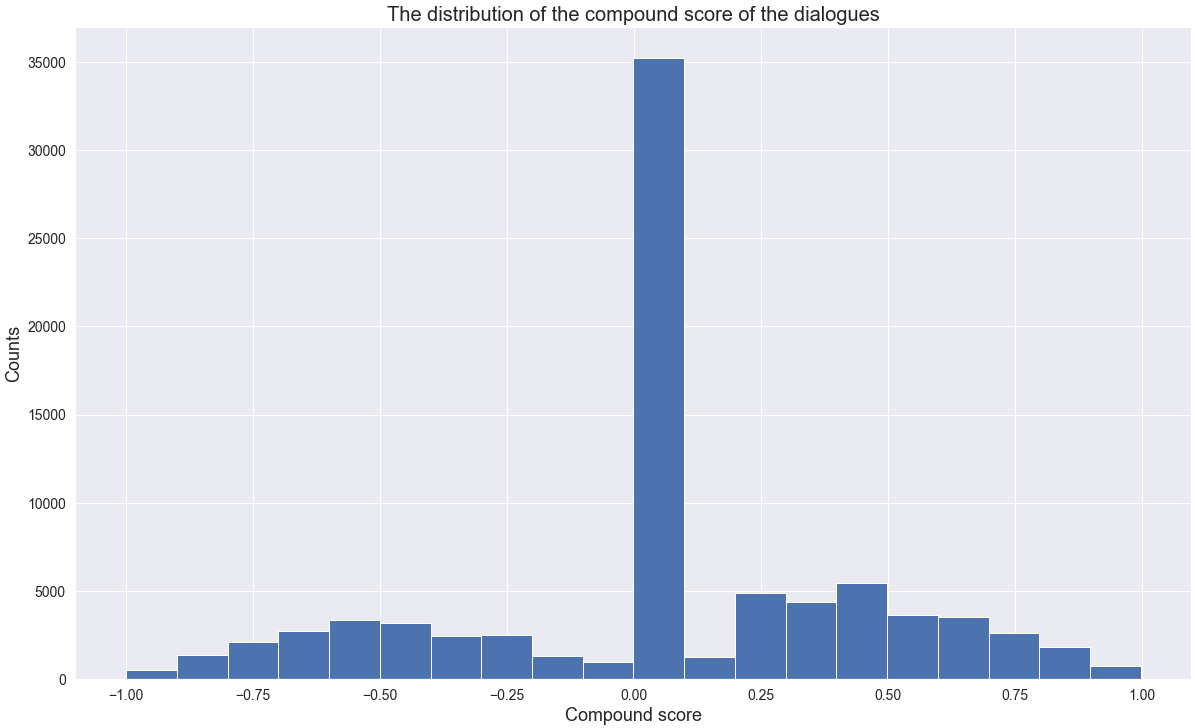 The distribution of the compound score of the dialogues
35000
30000
25000
20000
15000
10000
5000
0
Counts
−1.00 −0.75 −0.50 −0.25 0.00 0.25 0.50 0.75 1.00
Compound score